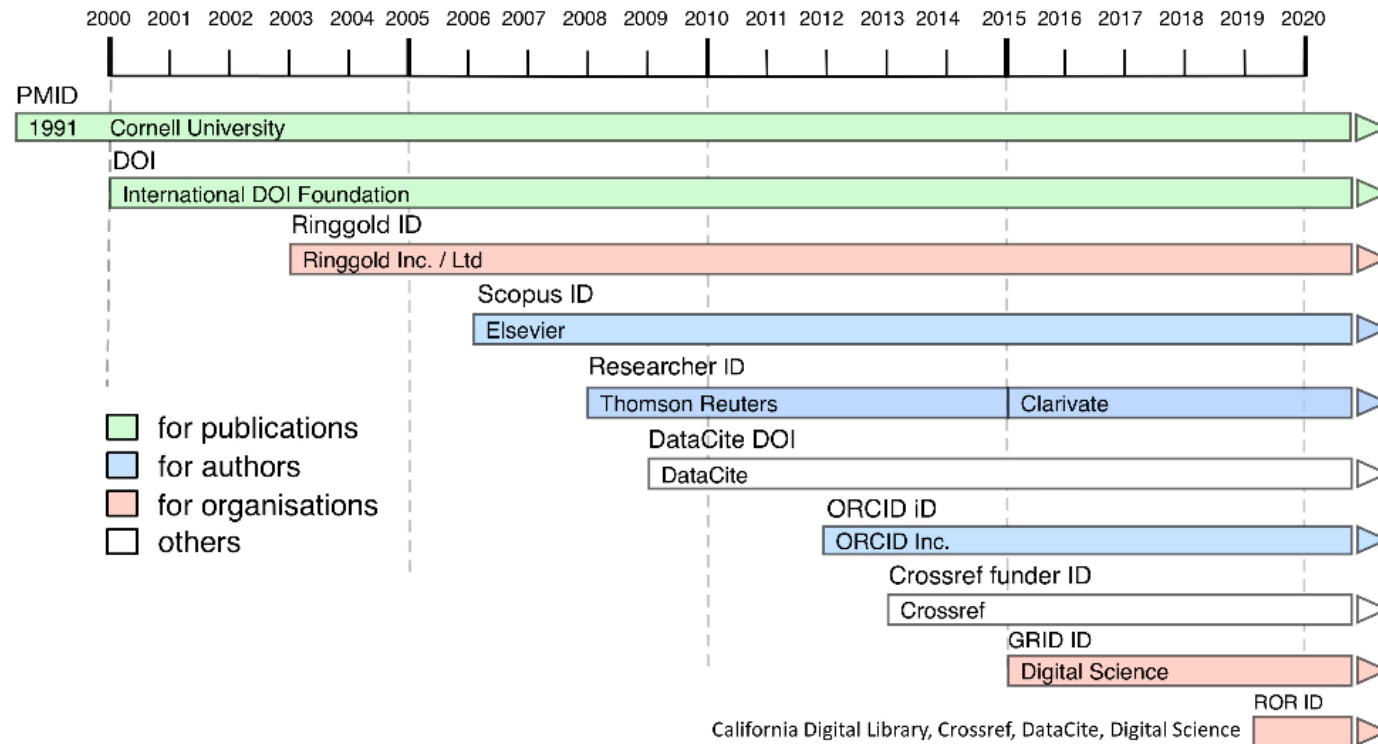 2000 2001 2002 2003 2005 2006 2007 2008 2009 2010 2011 2012 2013 2014 2015 2016 2017 2018 2019 2020
PMID
1991 Cornell University
DOI
International DOI Foundation
Ringgold ID
Ringgold Inc. / Ltd
Scopus ID
Elsevier
Researcher ID
Thomson Reuters Clarivate
DataCite DOI
DataCite
ORCID iD
ORCID Inc.
Crossref funder ID
Crossref
GRID ID
Digital Science
ROR ID
California Digital Library, Crossref, DataCite, Digital Science
for publications
for authors
for organisations
others